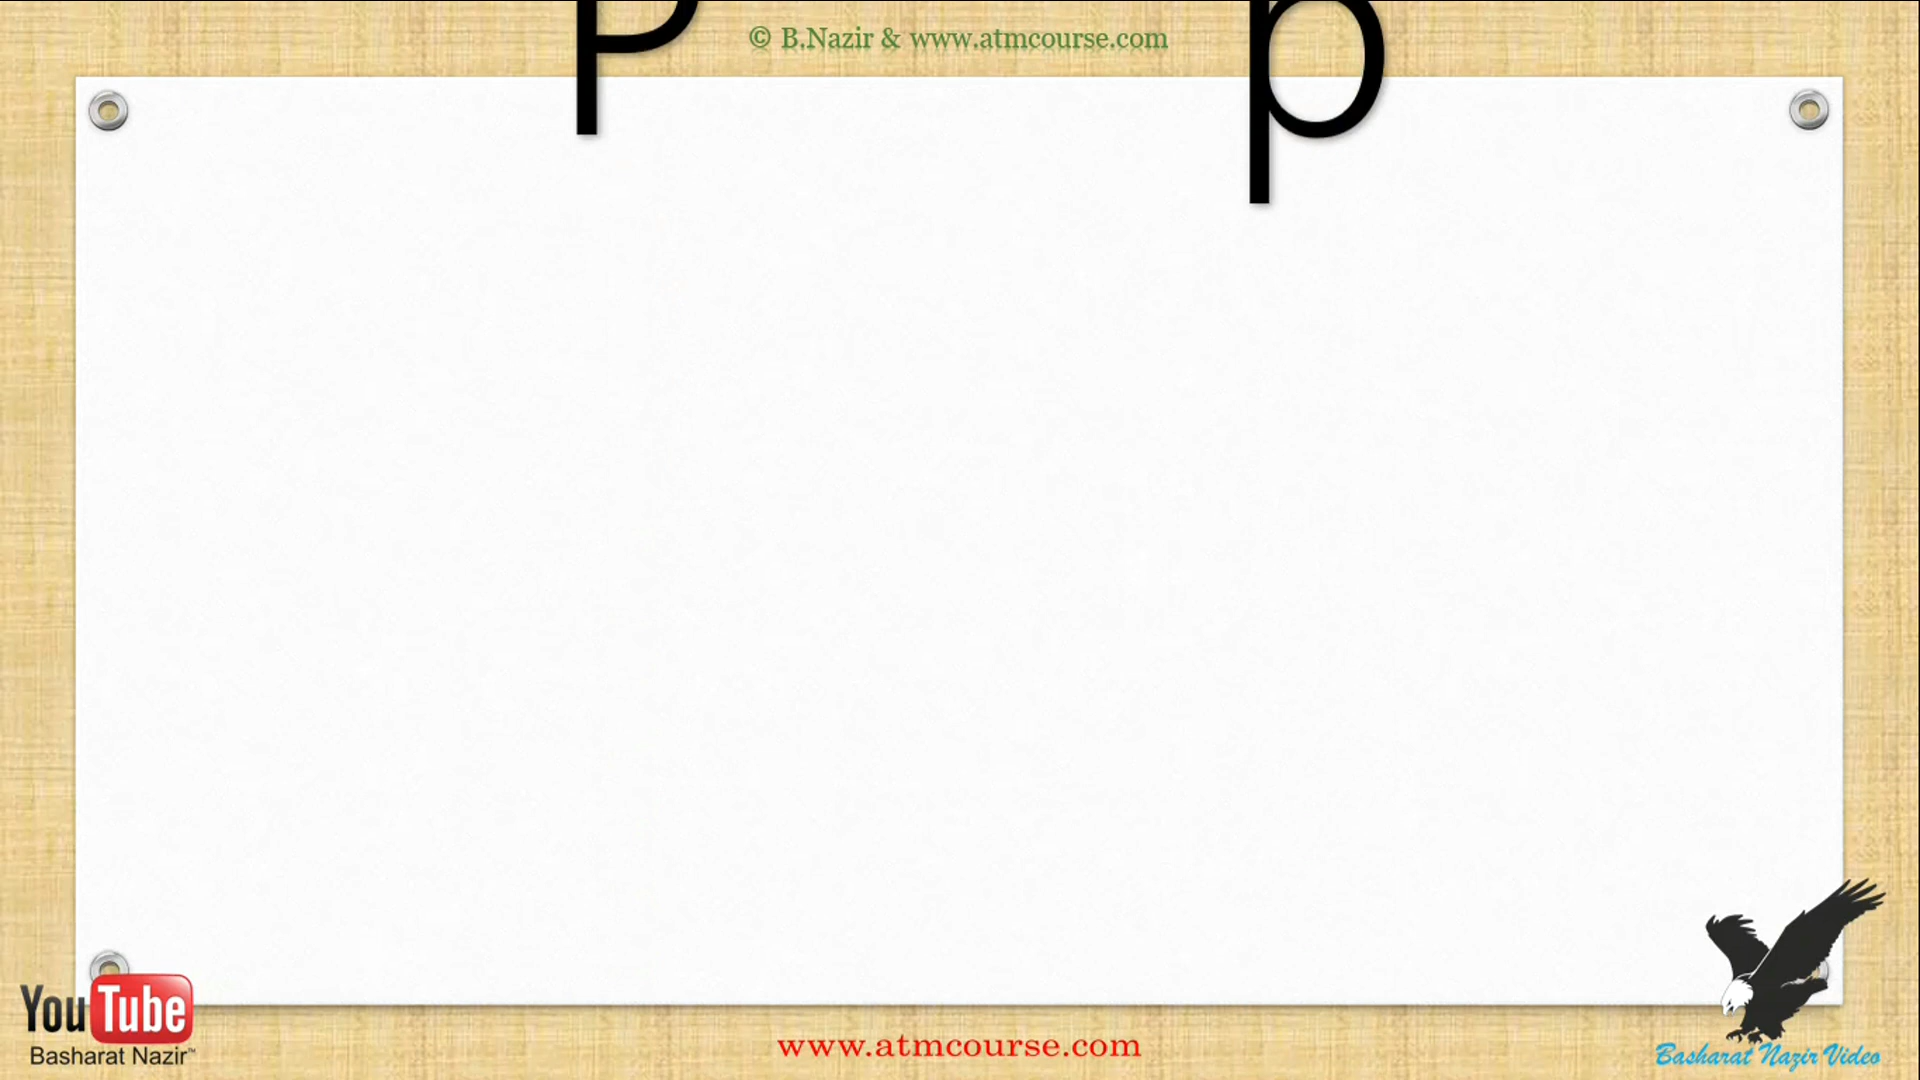 P p
© B.Nazir & www.atmcourse.com
YouTube
Basharat Nazir™
www.atmcourse.com
Basharat Nazir Video